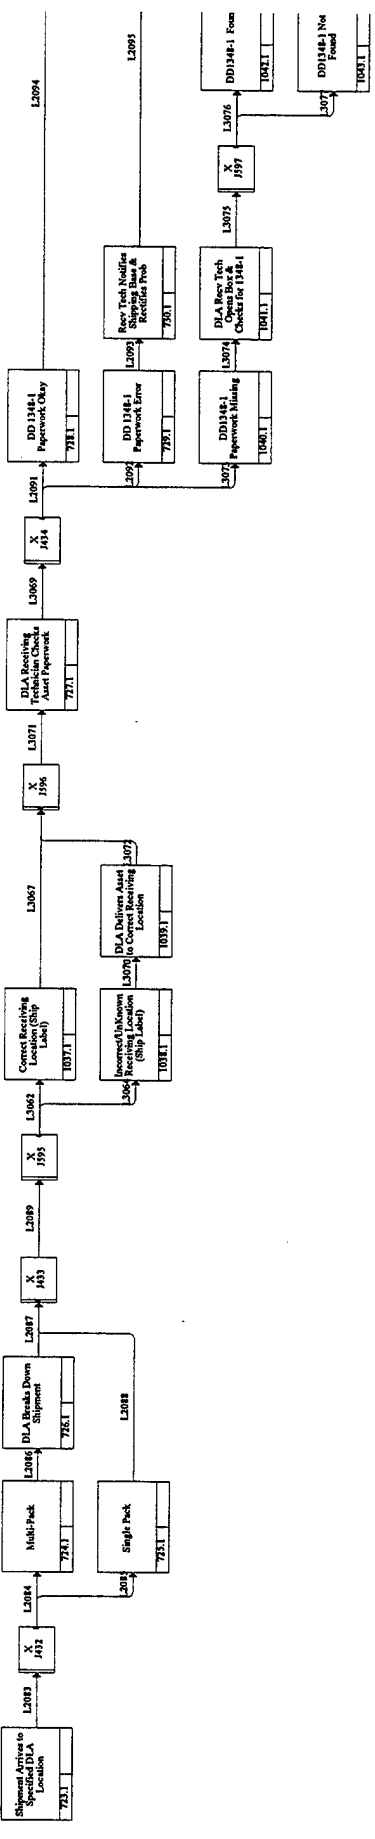 Shipment Arrives to
Specified DLA
Location
723.1
L2083
X
J432
L2084
L2085
Multi-Pack
724.1
L2086
DLA Breaks Down
Shipment
726.1
L2087
Single Pack
725.1
L2088
X
J433
L2089
X
J595
L3062
L3064
Correct Receiving
Location (Ship
Label)
1037.1
L3067
Incorrect/UnKnown
Receiving Location
(Ship Label)
1038.1
L3070
DLA Delivers Asset
to Correct Receiving
Location
1039.1
L3072
X
J596
L3071
DLA Receiving
Technician Checks
Asset Paperwork
727.1
L3069
X
J434
L2091
L2092
L3073
DD 1348-1
Paperwork Okay
728.1
L2094
DD 1348-1
Paperwork Error
729.1
L2093
Recv Tech Notifies
Shipping Base &
Rectifies Prob
730.1
L2095
DD1348-1
Paperwork Missing
1040.1
L3074
DLA Recv Tech
Opens Box &
Checks for 1348-1
1041.1
L3075
X
J597
L3076
L3077
DD1348-1 Foun
1042.1
DD1348-1 Not
Found
1043.1